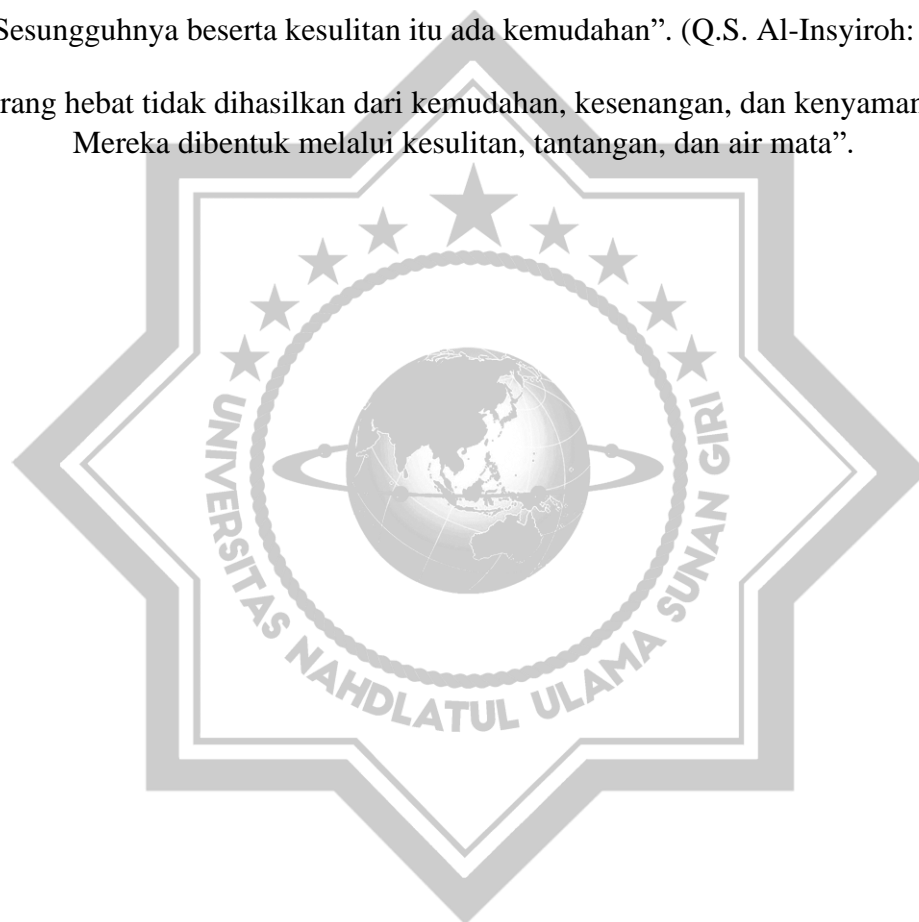 Sesungguhnya beserta kesulitan itu ada kemudahan”. (Q.S. Al-Insyiroh:
rang hebat tidak dihasilkan dari kemudahan, kesenangan, dan kenyaman
Mereka dibentuk melalui kesulitan, tantangan, dan air mata”.
UNIVERSITAS NAHDLATUL ULAMA SUNAN GIRI